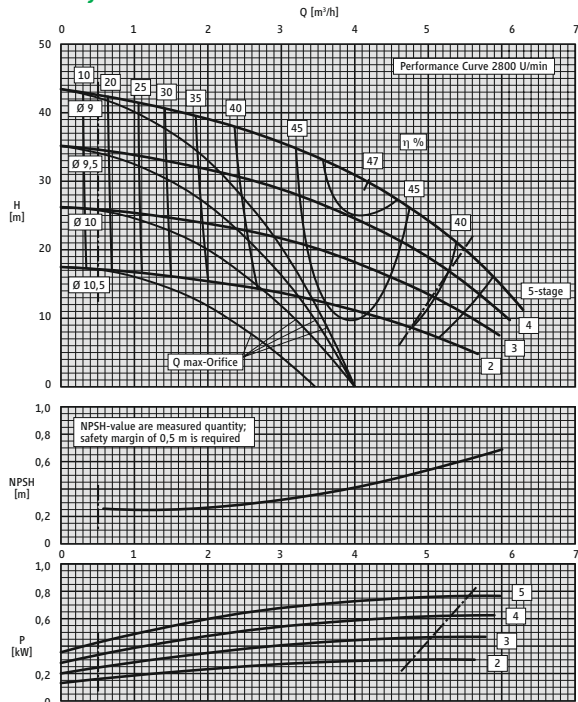 Q [m³/h]
0 1 2 3 4 5 6 7
50
40
30
20
10
0
H
[m]
Performance Curve 2800 U/min
10
20
25
30
35
40
45
47
η %
45
40
Ø 9
Ø 9,5
Ø 10
Ø 10,5
5-stage
4
3
2
Q max-Orifice
1,0
0,8
0,6
0,2
0
NPSH
[m]
NPSH-value are measured quantity;
safety margin of 0,5 m is required
0 1 2 3 4 5 6 7
1,0
0,8
0,6
0,2
0
P
[kW]
5
4
3
2